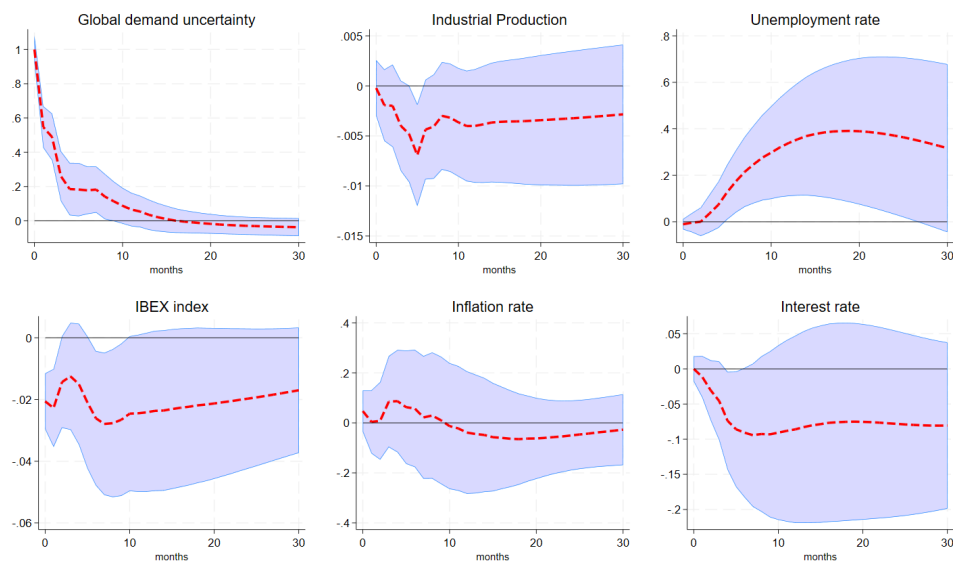 Global demand uncertainty
1
.8
.6
.4
.2
0
0 10 20 30
months
Industrial Production
.005
0
-.005
-.01
-.015
0 10 20 30
months
Unemployment rate
.8
.6
.4
.2
0
0 10 20 30
months
IBEX index
0
-.02
-.04
-.06
0 10 20 30
months
Inflation rate
.4
.2
0
-.2
-.4
0 10 20 30
months
Interest rate
.05
0
-.05
-.1
-.15
-.2
0 10 20 30
months